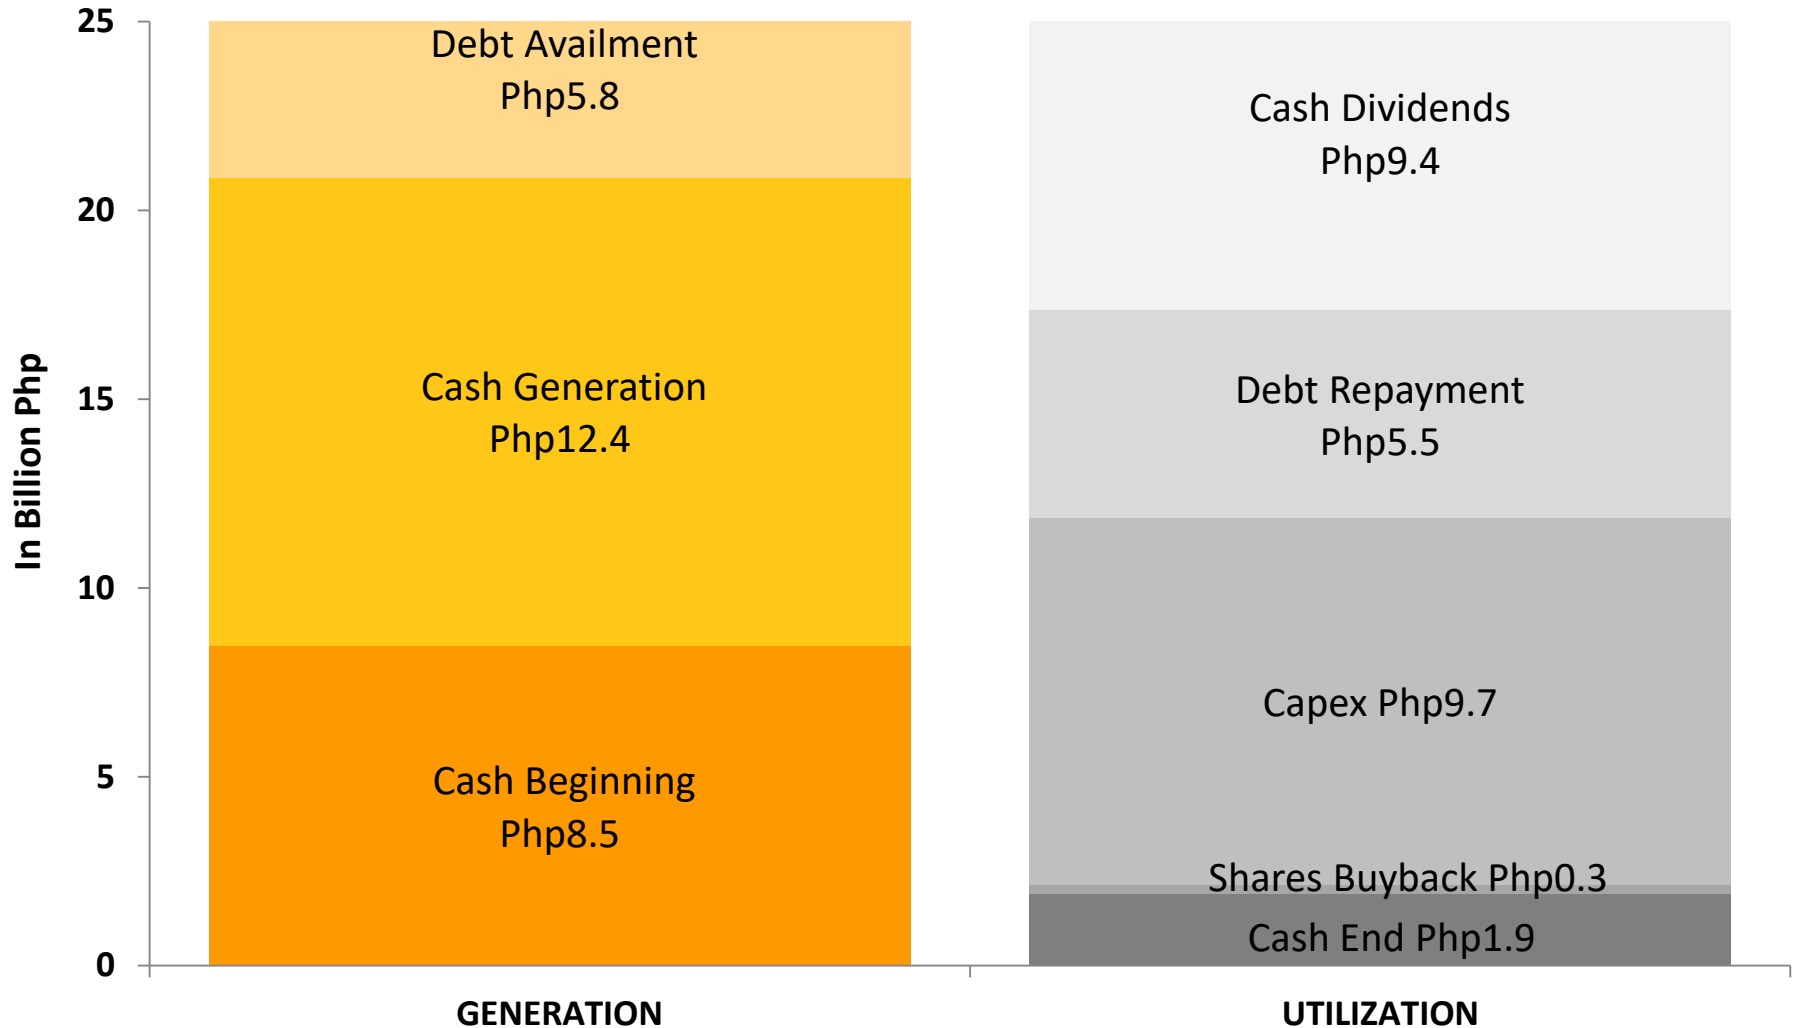 In Billion Php
25
20
15
10
5
0
Debt Availment
Php5.8
Cash Generation
Php12.4
Cash Beginning
Php8.5
Cash Dividends
Php9.4
Debt Repayment
Php5.5
Capex Php9.7
Shares Buyback Php0.3
Cash End Php1.9
GENERATION
UTILIZATION